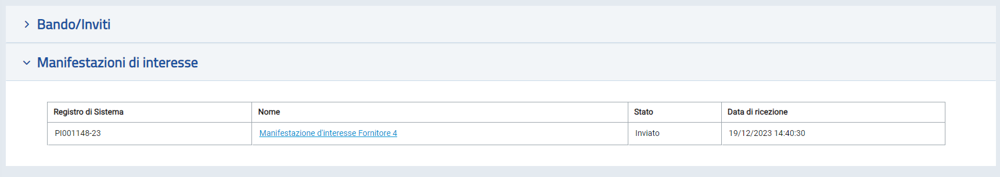 Bando/Inviti
Manifestazioni di interesse
Registro di Sistema Nome Stato Data di ricezione
PI001148-23 Manifestazione d'interesse Fornitore 4 Inviato 19/12/2023 14:40:30